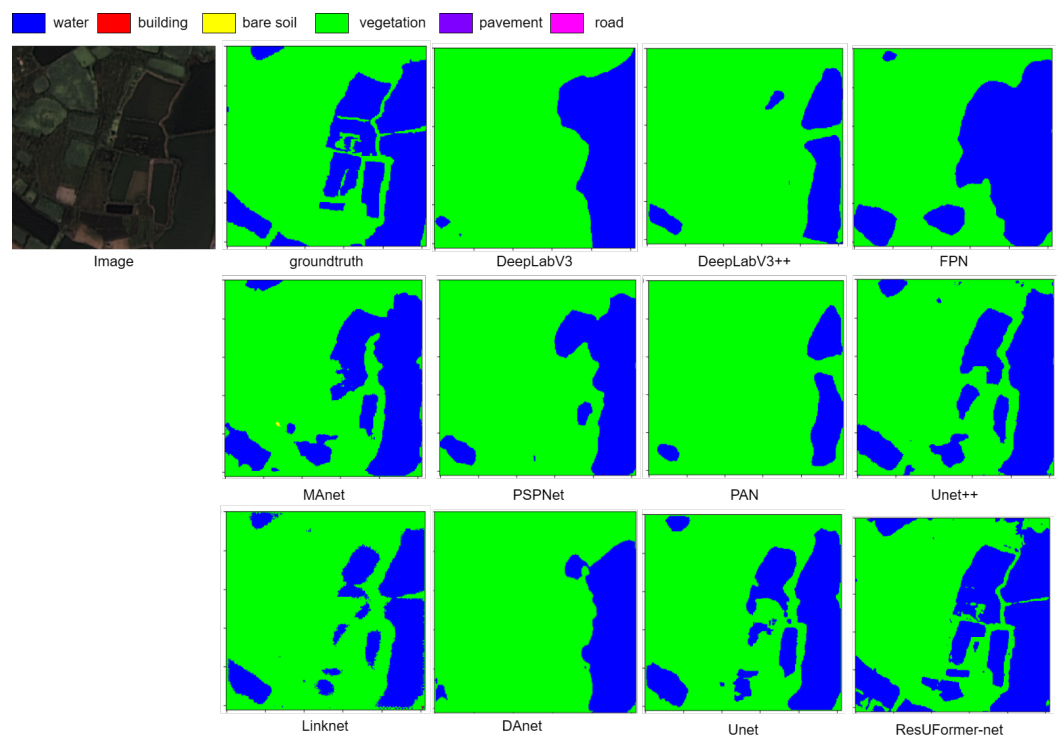 water building bare soil vegetation pavement road
Image groundtruth DeepLabV3 DeepLabV3++ FPN
MAnet PSPNet PAN Unet++
Linknet DAnet Unet ResUFormer-net